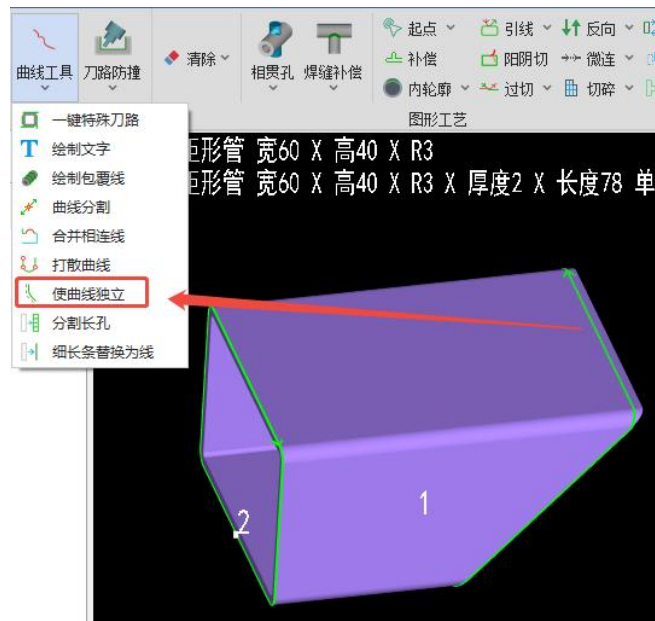 起点 引线 反向
曲线工具 刀路防撞 清除 相贯孔 焊缝补偿 补偿 阴阳切 微连
内轮廓 过切 切碎
图形工艺
一键特殊刀路
绘制文字
绘制包覆线
曲线分割
合并相连线
打散曲线
使曲线独立
分割长孔
细长条替换为线
矩形管 宽60 X 高40 X R3
矩形管 宽60 X 高40 X R3 X 厚度2 X 长度78 单
1
2